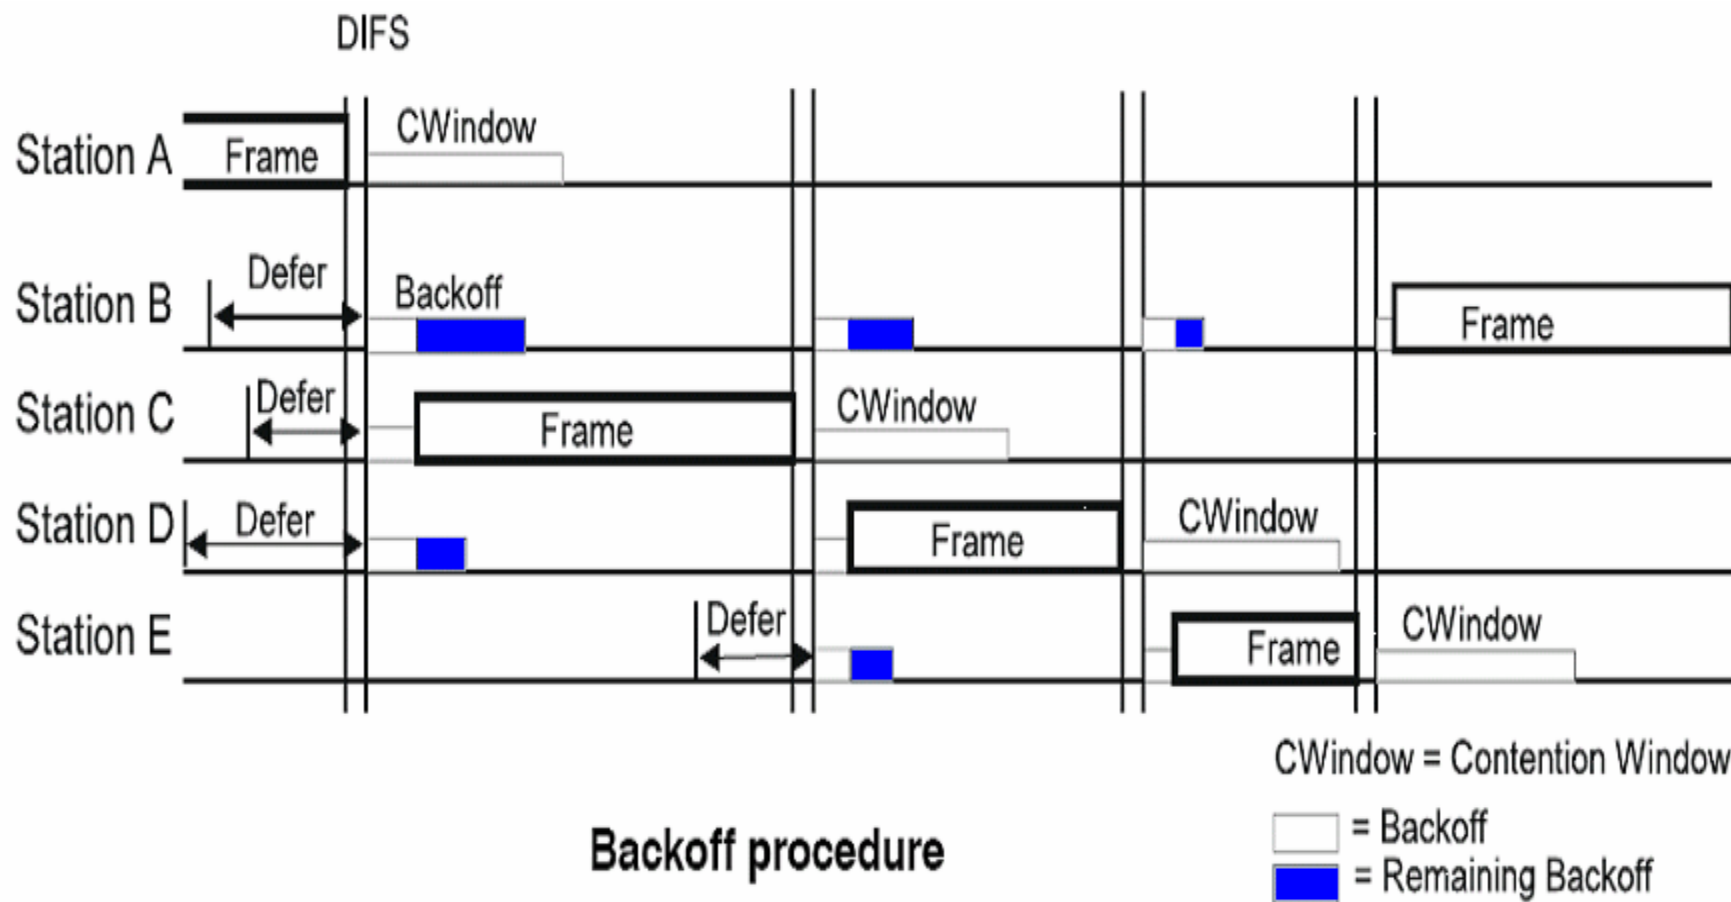 DIFS
Station A
Frame
CWindow
Station B
Defer
Backoff
Frame
Station C
Defer
Frame
CWindow
Station D
Defer
Frame
CWindow
Station E
Defer
Frame
CWindow
CWindow = Contention Window
= Backoff
= Remaining Backoff
Backoff procedure